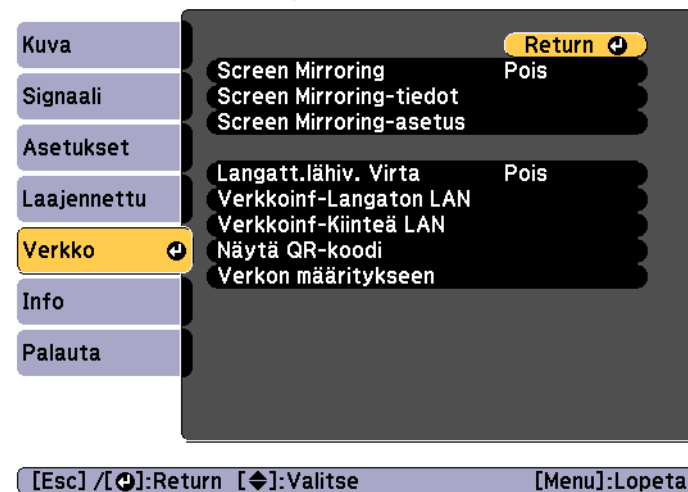 Kuva
Signaali
Asetukset
Laajennettu
Verkko
Info
Palauta
Return
Screen Mirroring Pois
Screen Mirroring-tiedot
Screen Mirroring-asetus
Langatt.lähiv. Virta Pois
Verkkoinf-Langaton LAN
Verkkoinf-Kiinteä LAN
Näytä QR-koodi
Verkon määritykseen
[Esc] /[]:Return []:Valitse [Menu]:Lopeta